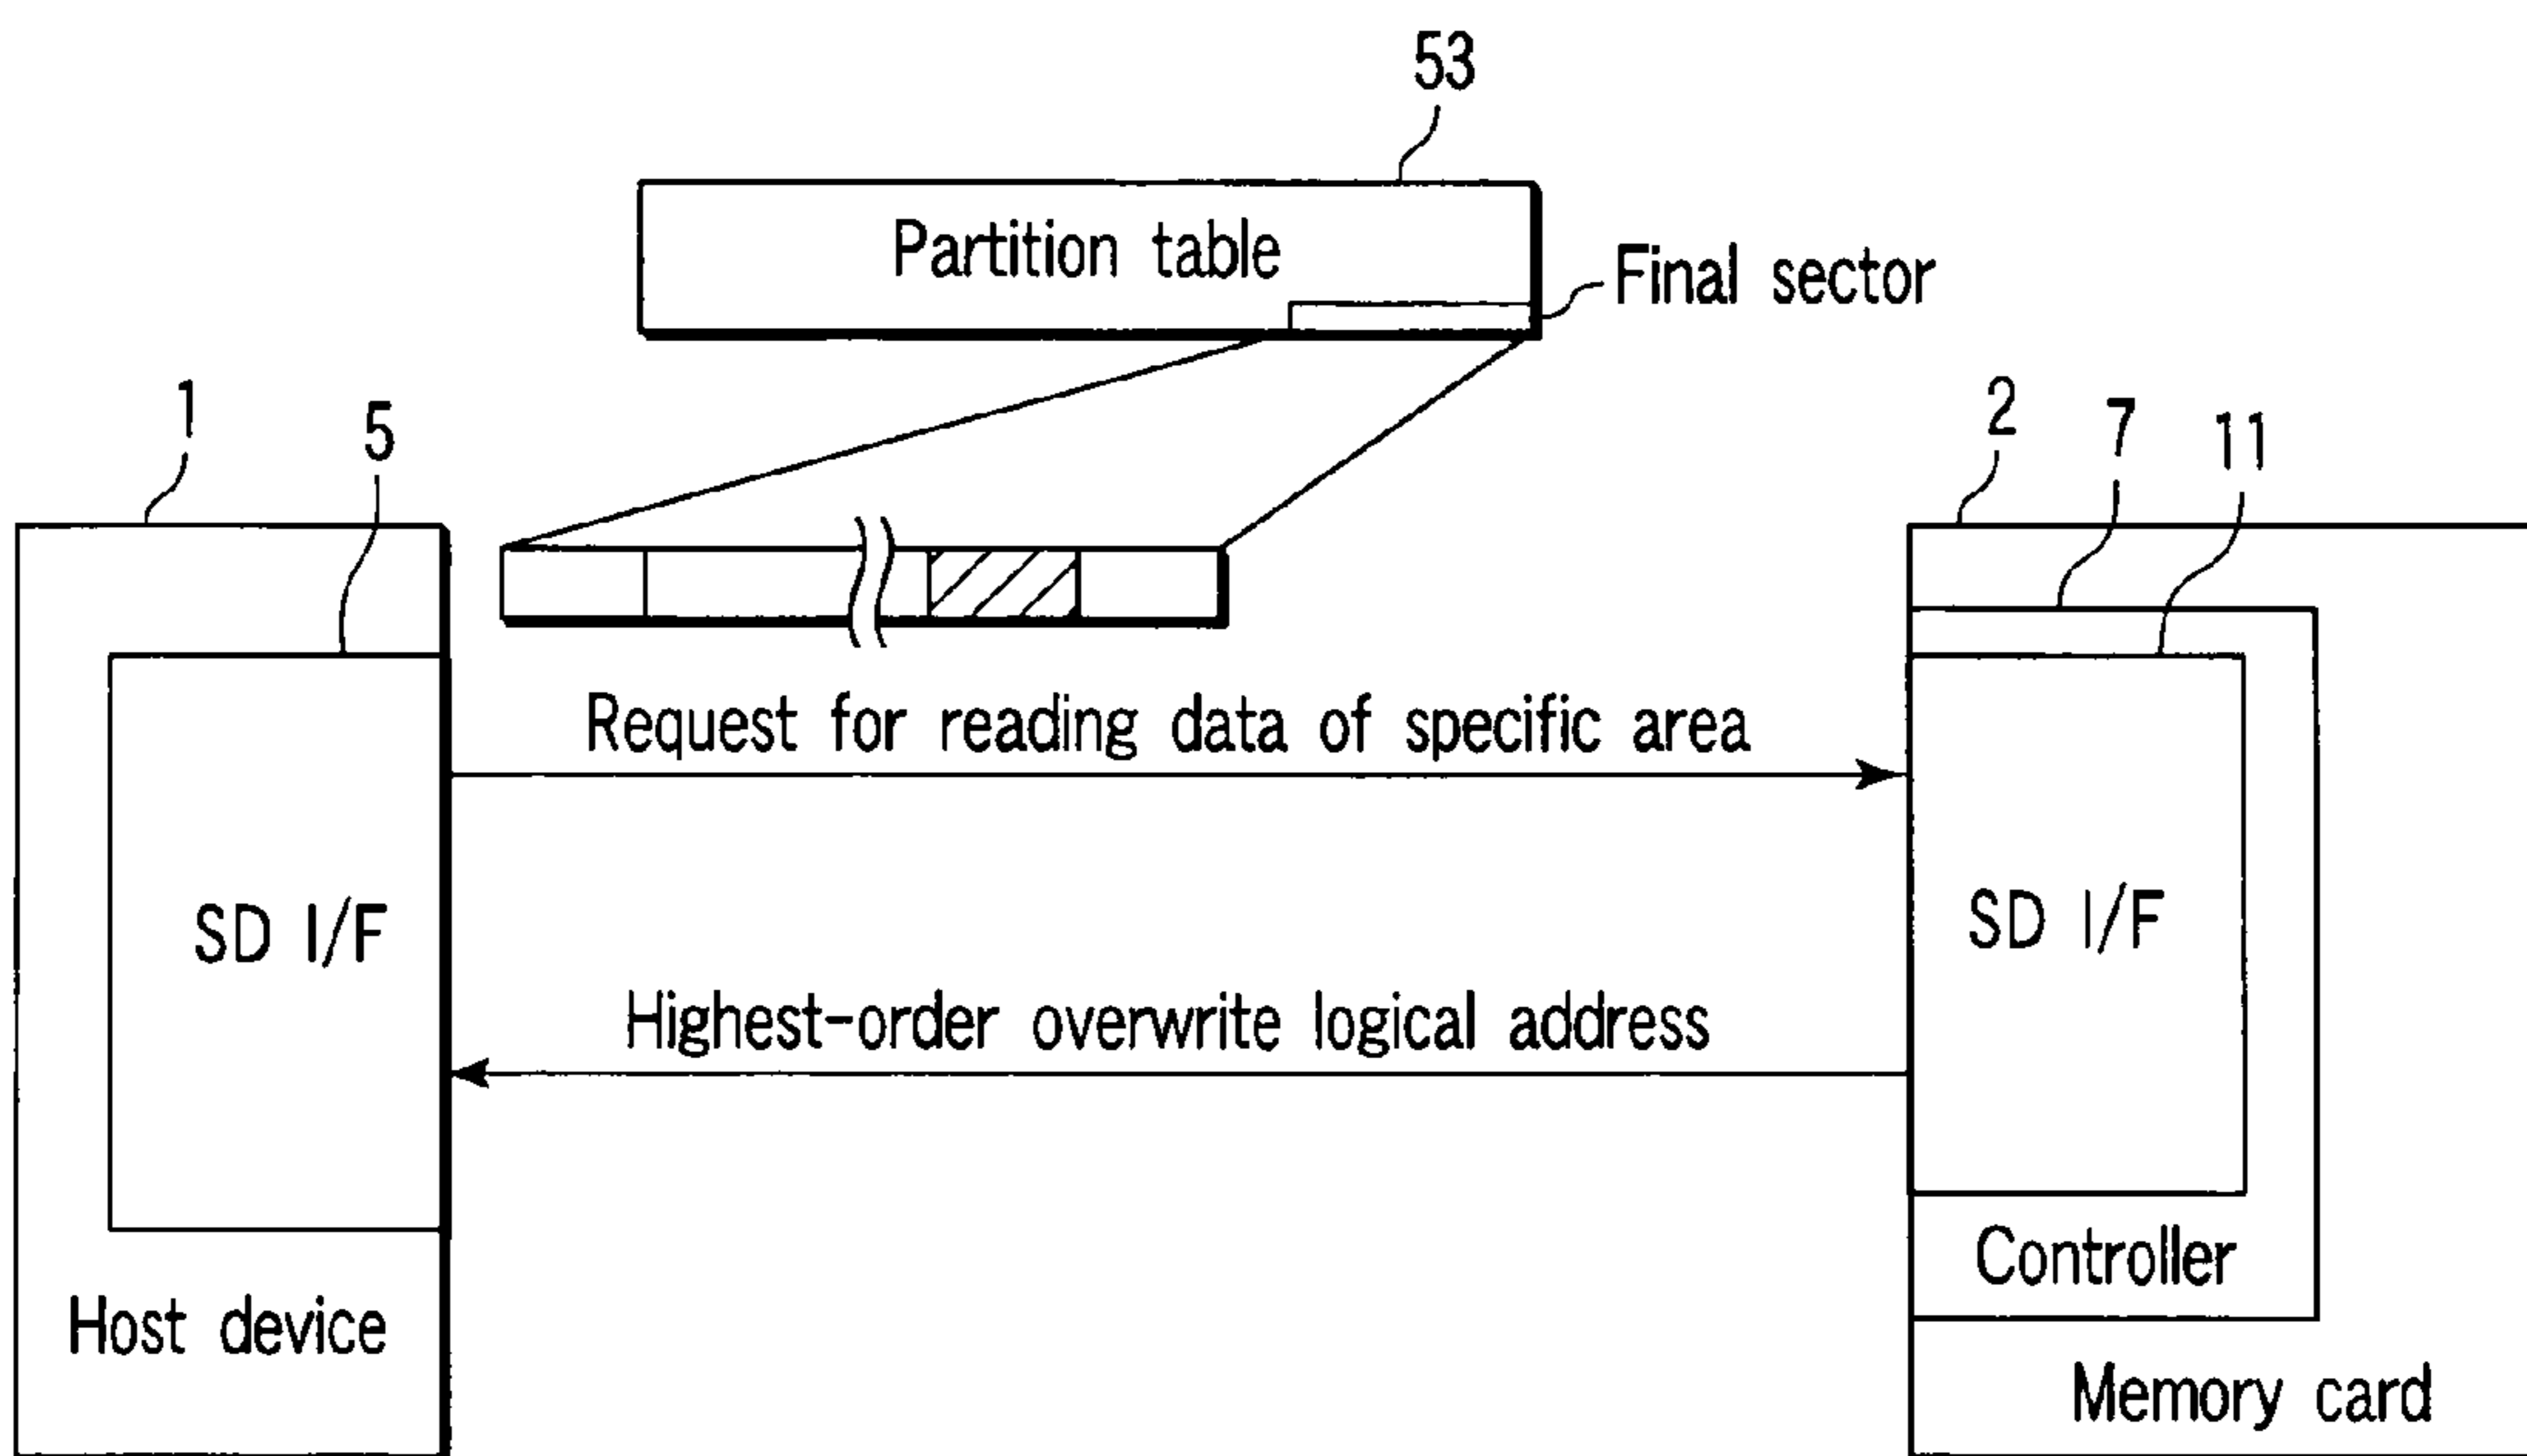 53
Partition table
Final sector
1
5
2
7
11
Request for reading data of specific area
SD I/F
SD I/F
Highest-order overwrite logical address
Controller
Host device
Memory card